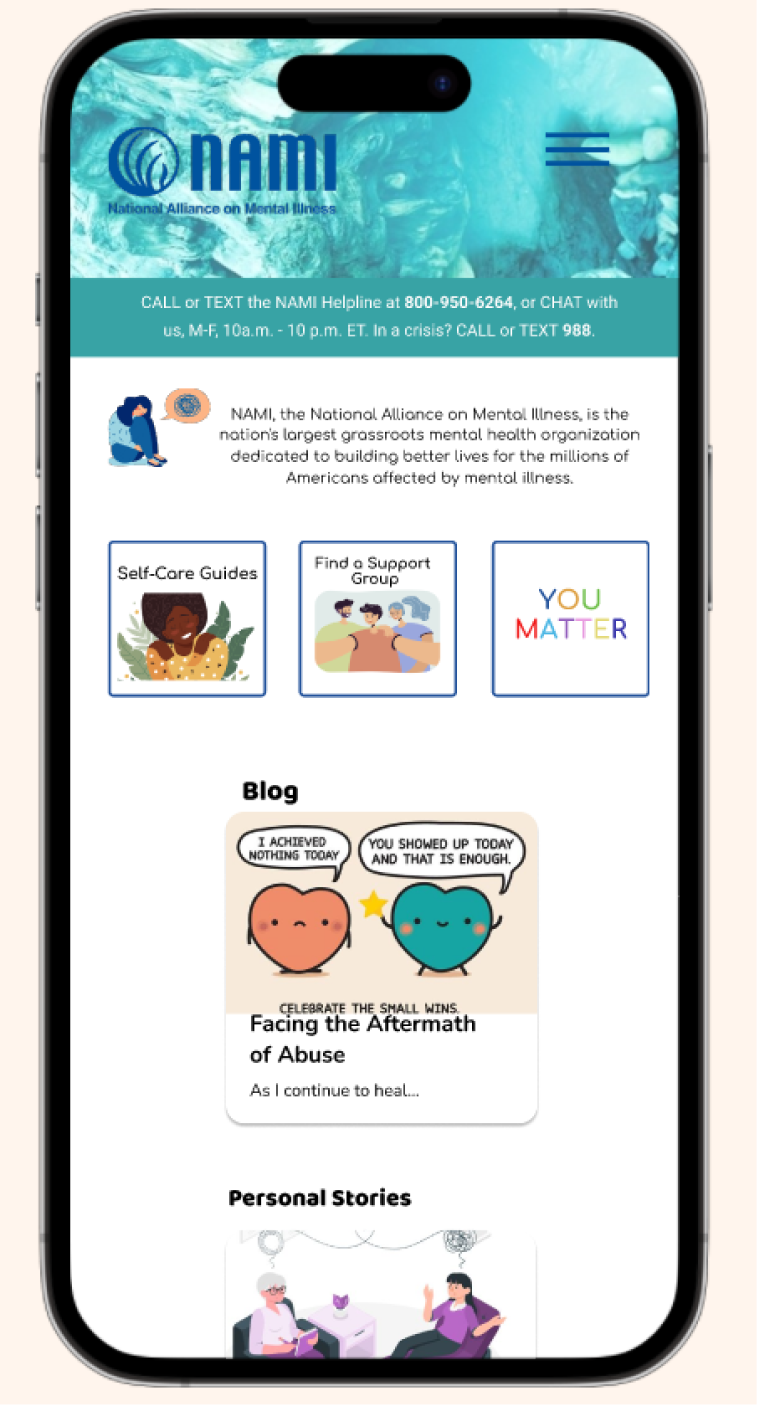 NAMI
National Alliance on Mental Illness
CALL or TEXT the NAMI Helpline at 800-950-6264, or CHAT with
us, M-F, 10a.m. - 10 p.m. ET. In a crisis? CALL or TEXT 988.
NAMI, the National Alliance on Mental Illness, is the
nation's largest grassroots mental health organization
dedicated to building better lives for the millions of
Americans affected by mental illness.
Self-Care Guides
Find a Support
Group
YOU
MATTER
Blog
I ACHIEVED
NOTHING TODAY
YOU SHOWED UP TODAY
AND THAT IS ENOUGH.
CELEBRATE THE SMALL WINS.
Facing the Aftermath
of Abuse
As I continue to heal...
Personal Stories